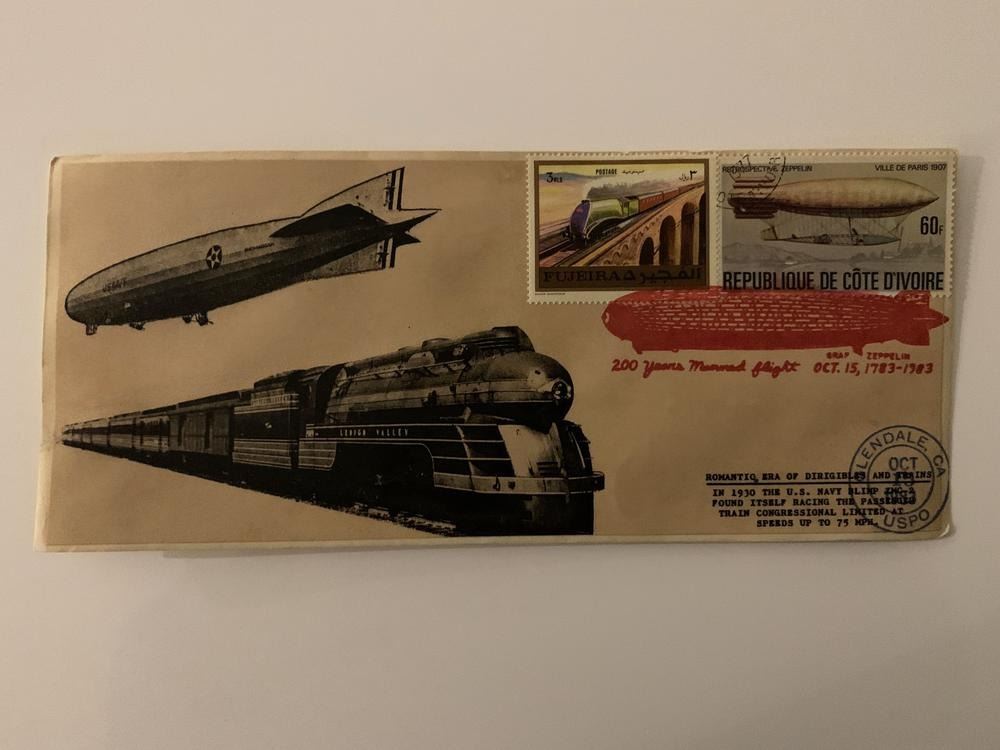 3 RLS
POSTAGE
FUJEIRA الفجيرة
RETROSPECTIVE ZEPPELIN
VILLE DE PARIS 1907
60F
REPUBLIQUE DE CÔTE D'IVOIRE
GRAF ZEPPELIN
200 Years Manned flight OCT. 15, 1783-1983
LEHIGH VALLEY
ROMANTIC ERA OF DIRIGIBLES AND TRAINS
IN 1930 THE U.S. NAVY BLIMP
FOUND ITSELF RACING THE PASSENGER
TRAIN CONGRESSIONAL LIMITED AT
SPEEDS UP TO 75 MPH.
GLENDALE, CA
OCT
USPO